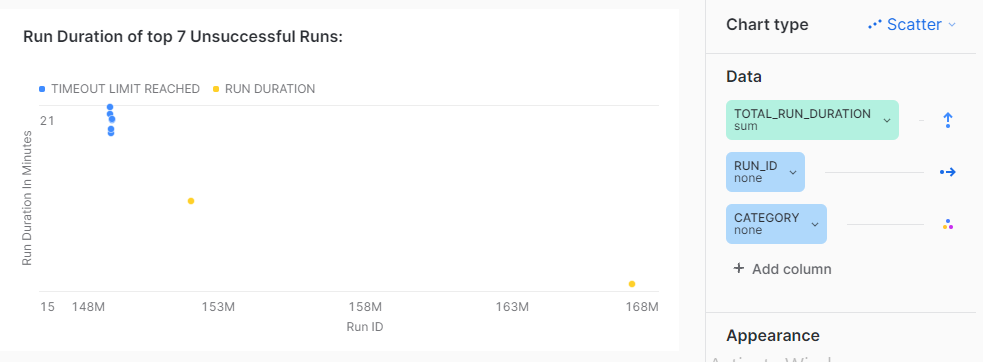 Run Duration of top 7 Unsuccessful Runs:
TIMEOUT LIMIT REACHED RUN DURATION
21
Run Duration In Minutes
15 148M 153M 158M 163M 168M
Run ID
Chart type Scatter
Data
TOTAL_RUN_DURATION
sum
RUN_ID
none
CATEGORY
none
+ Add column
Appearance